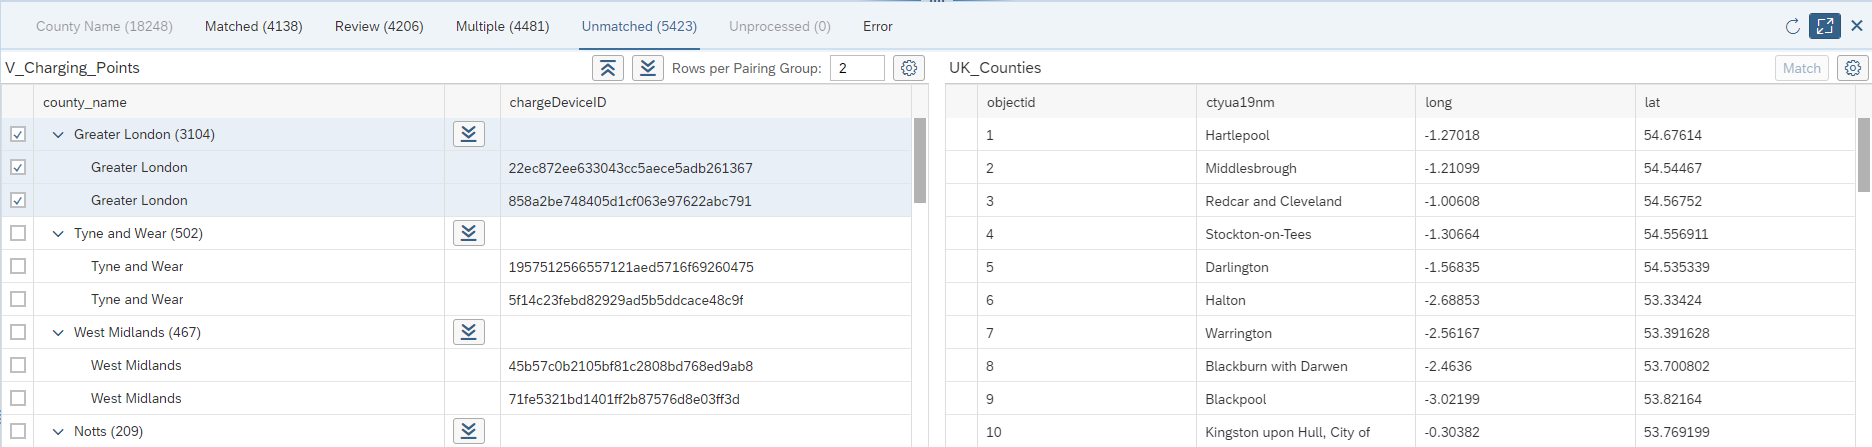 County Name (18248) Matched (4138) Review (4206) Multiple (4481) Unmatched (5423) Unprocessed (0) Error
V_Charging_Points Rows per Pairing Group: 2 UK_Counties Match
county_name chargeDeviceID objectid ctyua19nm long lat
Greater London (3104) 1 Hartlepool -1.27018 54.67614
Greater London 22ec872ee633043cc5aece5adb261367 2 Middlesbrough -1.21099 54.54467
Greater London 858a2be748405d1cf063e97622abc791 3 Redcar and Cleveland -1.00608 54.56752
Tyne and Wear (502) 4 Stockton-on-Tees -1.30664 54.556911
Tyne and Wear 1957512566557121aed5716f69260475 5 Darlington -1.56835 54.535339
Tyne and Wear 5f14c23febd82929ad5b5ddcace48c9f 6 Halton -2.68853 53.33424
West Midlands (467) 7 Warrington -2.56167 53.391628
West Midlands 45b57c0b2105bf81c2808bd768ed9ab8 8 Blackburn with Darwen -2.4636 53.700802
West Midlands 71fe5321bd1401ff2b87576d8e03ff3d 9 Blackpool -3.02199 53.82164
Notts (209) 10 Kingston upon Hull, City of -0.30382 53.769199